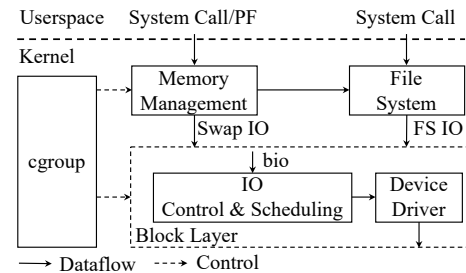 Userspace
System Call/PF
System Call
Kernel
Memory
Management
File
System
Swap IO
FS IO
cgroup
bio
IO
Control & Scheduling
Device
Driver
Block Layer
Dataflow
Control